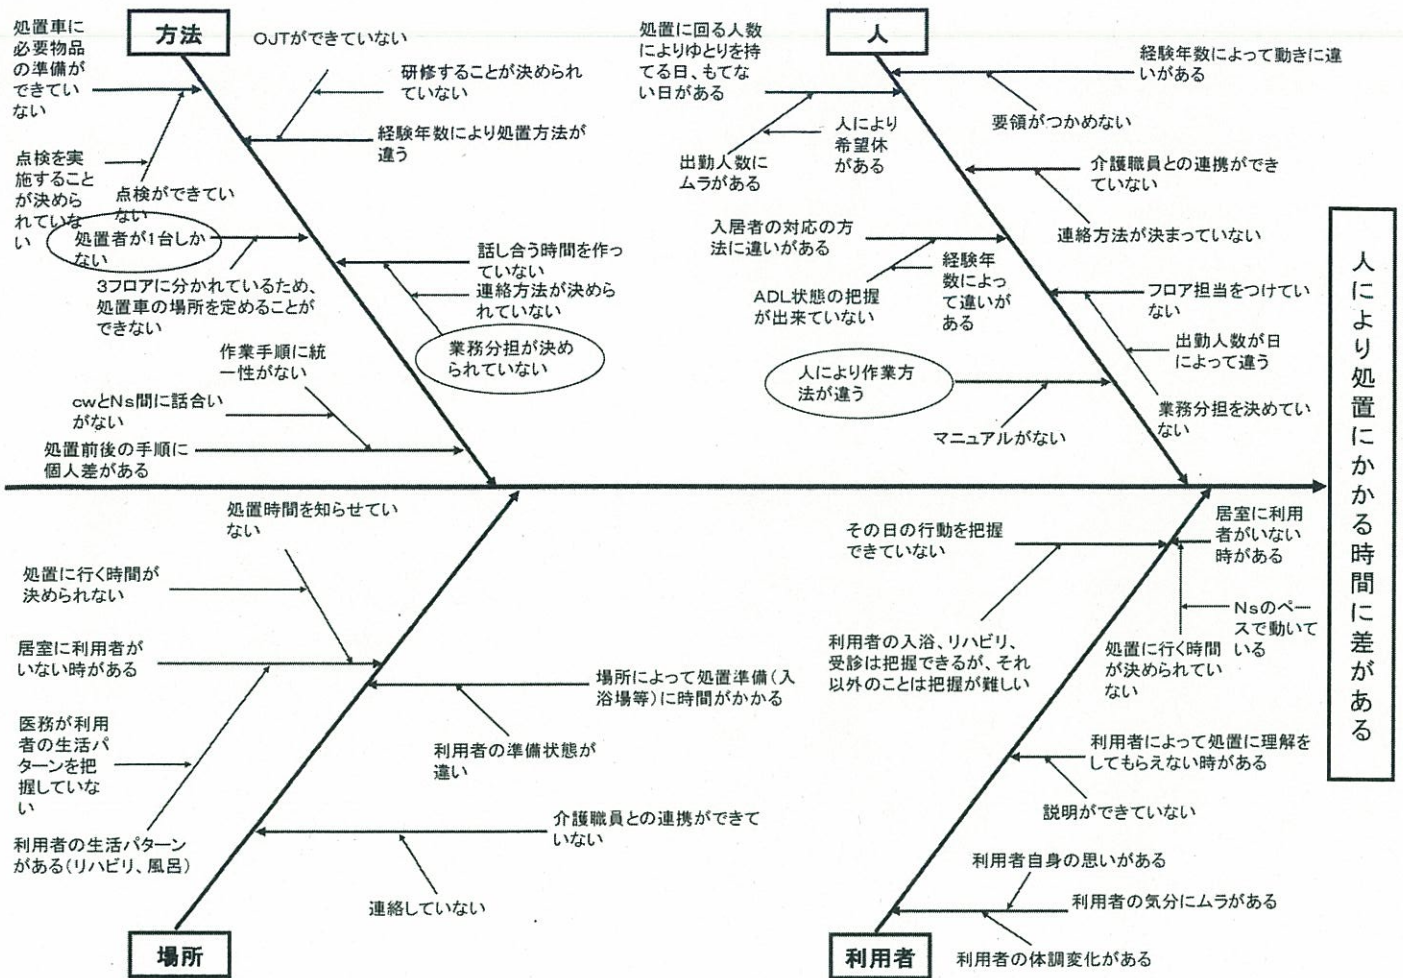 方法
処置車に
必要物品
の準備が
できてい
ない
点検を実
施すること
が決めら
れていな
い
点検ができてい
ない
OJTができていない
研修することが決められ
ていない
経験年数により処置方法が
違う
処置者が1台しか
ない
3フロアに分かれているため、
処置車の場所を定めることが
できない
話し合う時間を作っ
ていない
連絡方法が決めら
れていない
業務分担が決め
られていない
作業手順に統
一性がない
cwとNs間に話合い
がない
処置前後の手順に
個人差がある
人
処置に回る人数
によりゆとりを持
てる日、もてな
い日がある
人により
希望休
がある
出勤人数に
ムラがある
経験年数によって動きに違
いがある
要領がつかめない
介護職員との連携ができ
ていない
連絡方法が決まっていない
入居者の対応の方
法に違いがある
経験年
数によっ
て違いが
ある
ADL状態の把握
が出来ていない
フロア担当をつけてい
ない
出勤人数が日
によって違う
業務分担を決めてい
ない
人により作業方
法が違う
マニュアルがない
人により処置にかかる時間に差がある
処置時間を知らせてい
ない
処置に行く時間が
決められない
居室に利用者が
いない時がある
医務が利用
者の生活パ
ターンを把
握していな
い
利用者の生活パターン
がある(リハビリ、風呂)
場所によって処置準備(入
浴場等)に時間がかかる
利用者の準備状態が
違い
介護職員との連携ができて
いない
連絡していない
場所
その日の行動を把握
できていない
利用者の入浴、リハビリ、
受診は把握できるが、それ
以外のことは把握が難しい
居室に利用
者がいない
時がある
Nsのペー
スで動いて
いる
処置に行く時間
が決められてい
ない
利用者によって処置に理解を
してもらえない時がある
説明ができていない
利用者自身の思いがある
利用者の気分にムラがある
利用者の体調変化がある
利用者